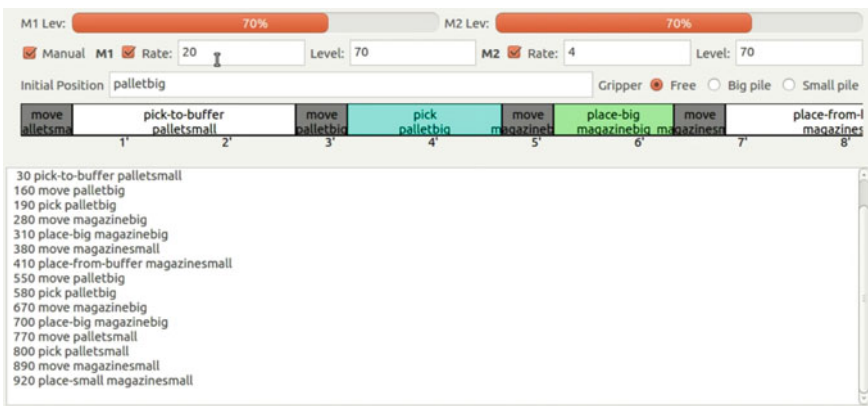 M1 Lev: 70% M2 Lev: 70%
Manual M1 Rate: 20 Level: 70 M2 Rate: 4 Level: 70
Initial Position palletbig Gripper Free Big pile Small pile
move pick-to-buffer move pick move place-big move place-from-l
alletsma palletsmall palletbig palletbig magazineb magazinebig magazinesn magazines
1' 2' 3' 4' 5' 6' 7' 8'
30 pick-to-buffer palletsmall
160 move palletbig
190 pick palletbig
280 move magazinebig
310 place-big magazinebig
380 move magazinesmall
410 place-from-buffer magazinesmall
550 move palletbig
580 pick palletbig
670 move magazinebig
700 place-big magazinebig
770 move palletsmall
800 pick palletsmall
890 move magazinesmall
920 place-small magazinesmall